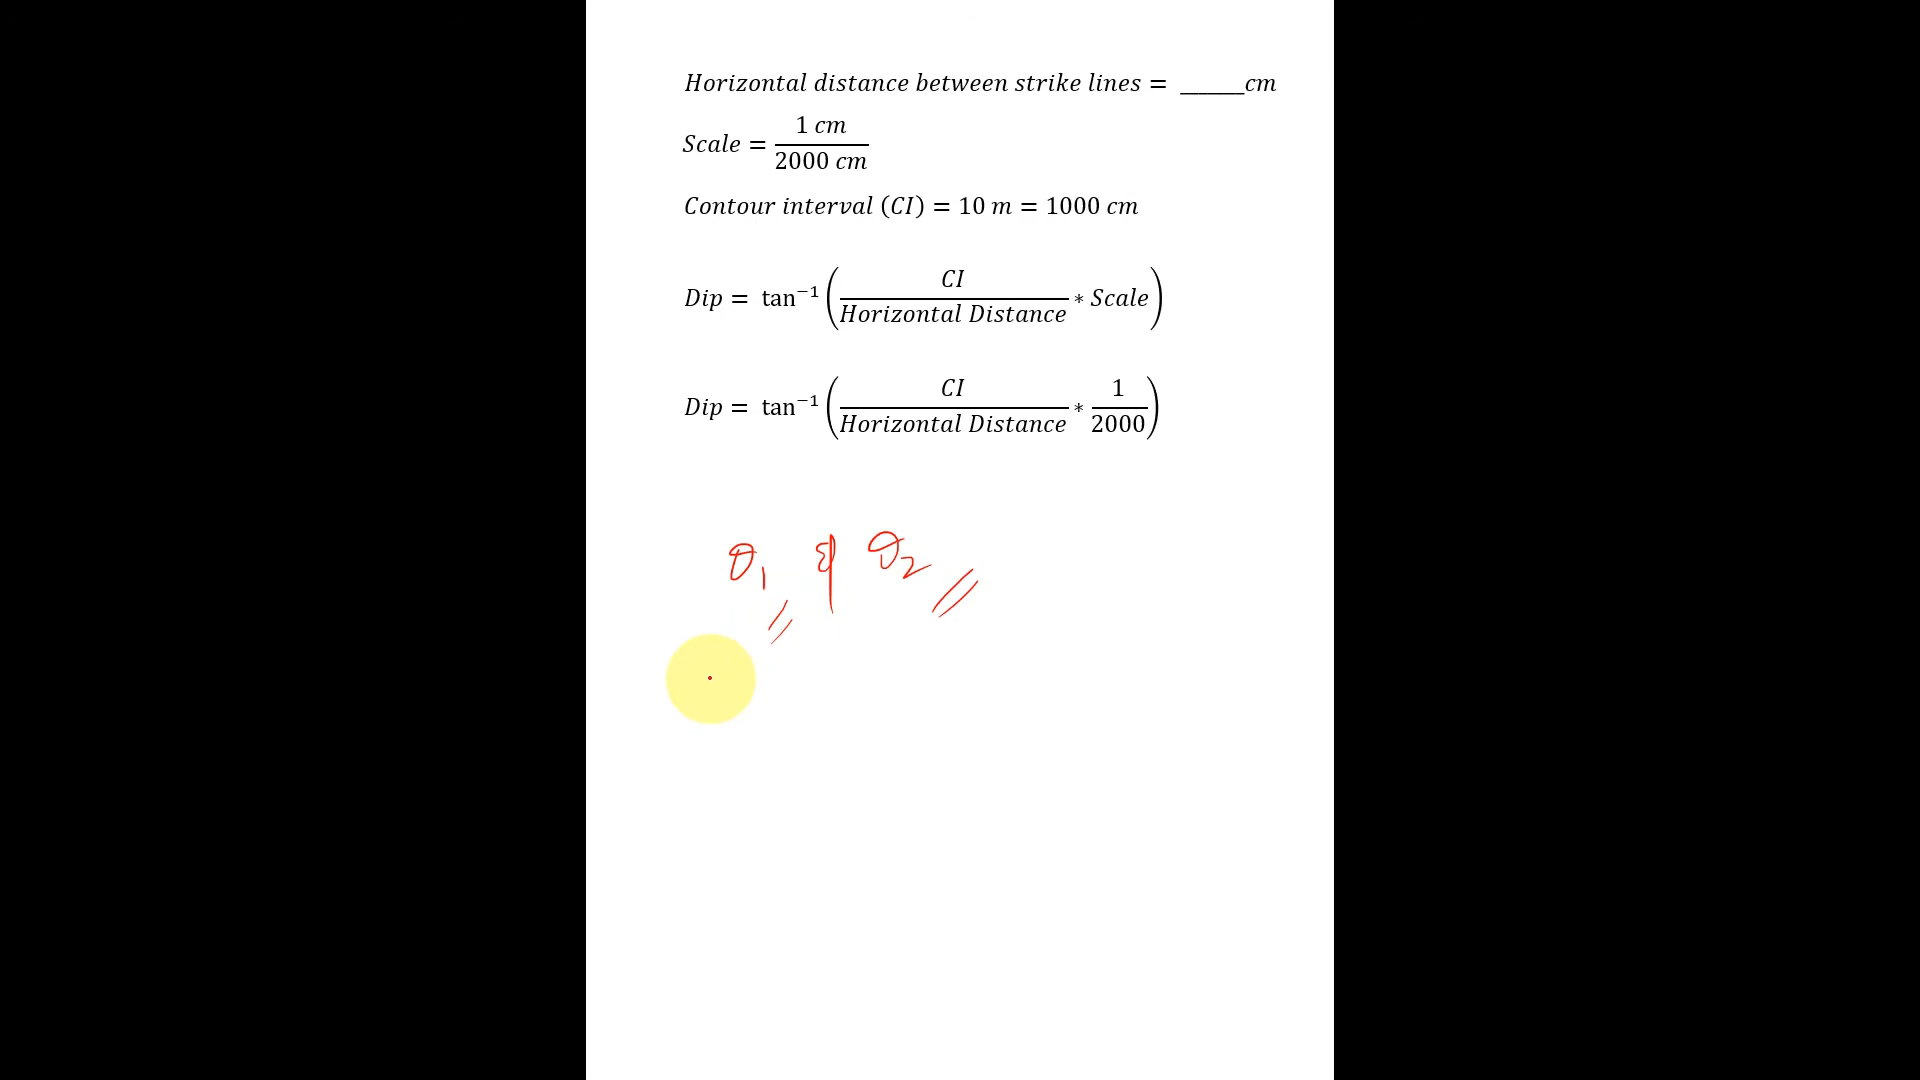 Horizontal distance between strike lines = ______cm
Scale = 1 cm / 2000 cm
Contour interval (CI) = 10 m = 1000 cm
Dip = tan⁻¹ (CI / Horizontal Distance * Scale)
Dip = tan⁻¹ (CI / Horizontal Distance * 1 / 2000)
θ₁ & θ₂